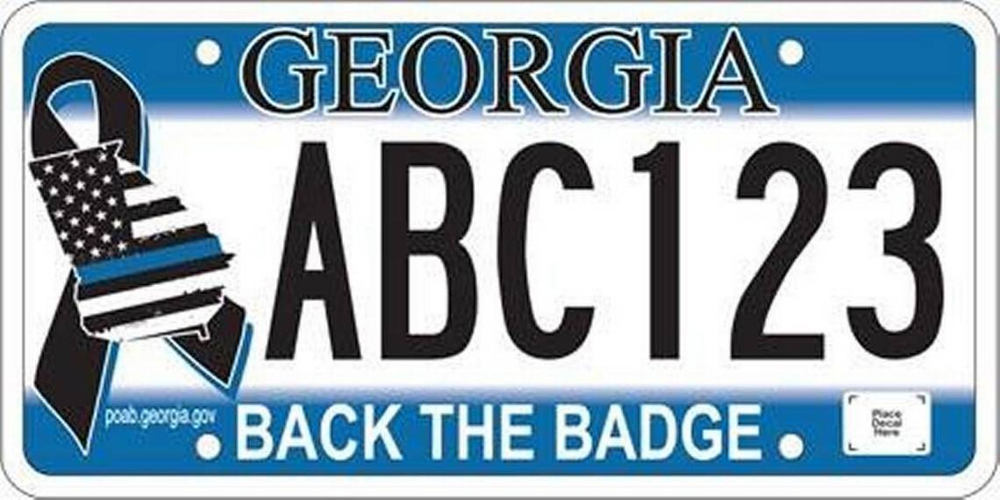 GEORGIA
ABC123
poab.georgia.gov
BACK THE BADGE
Place
Decal
Here